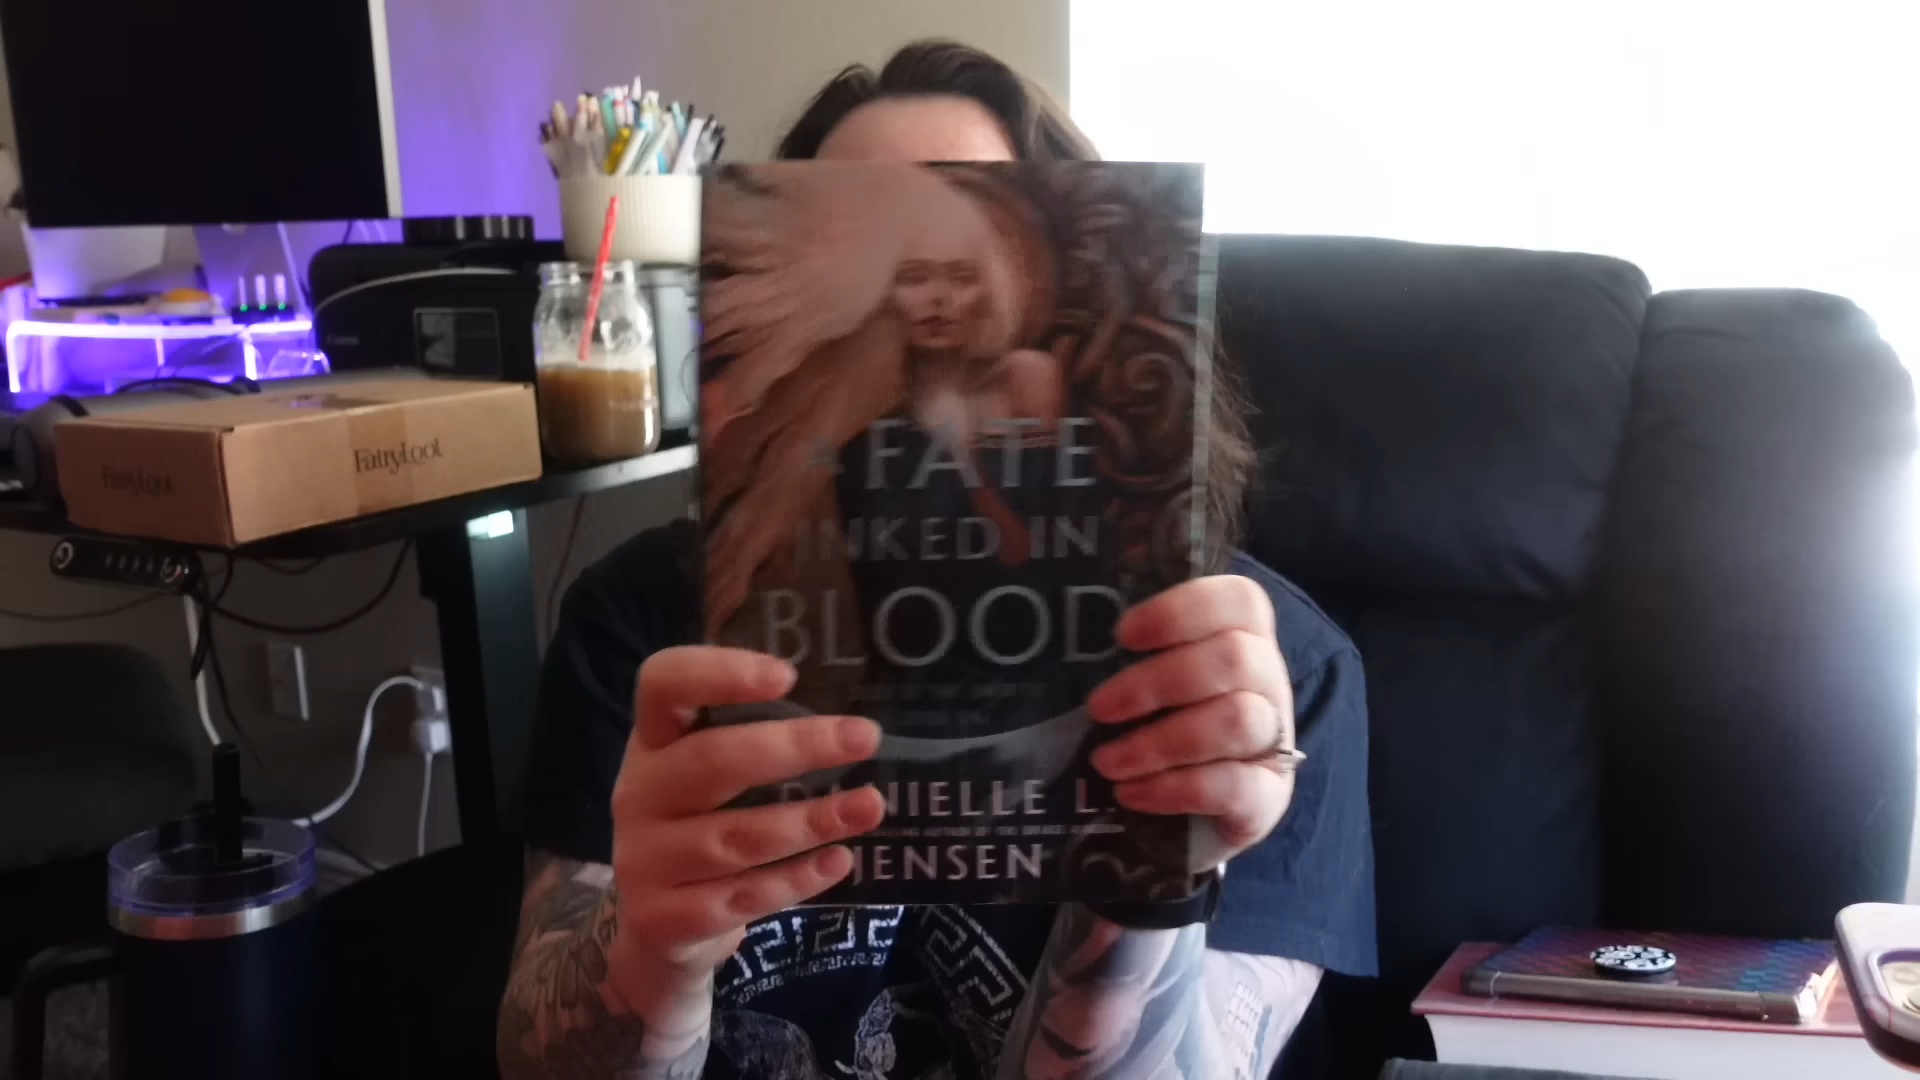 FairyLoot
FairyLoot
A FATE
INKED IN
BLOOD
DANIELLE L.
JENSEN